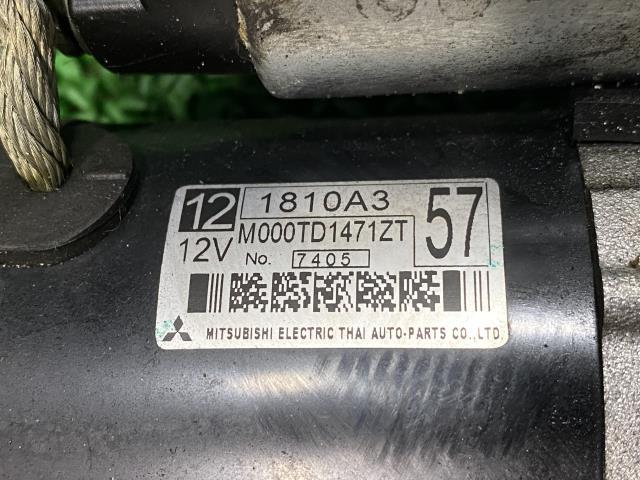 12 1810A3 57
12V M000TD1471ZT
No. 7405
MITSUBISHI ELECTRIC THAI AUTO-PARTS CO.,LTD.